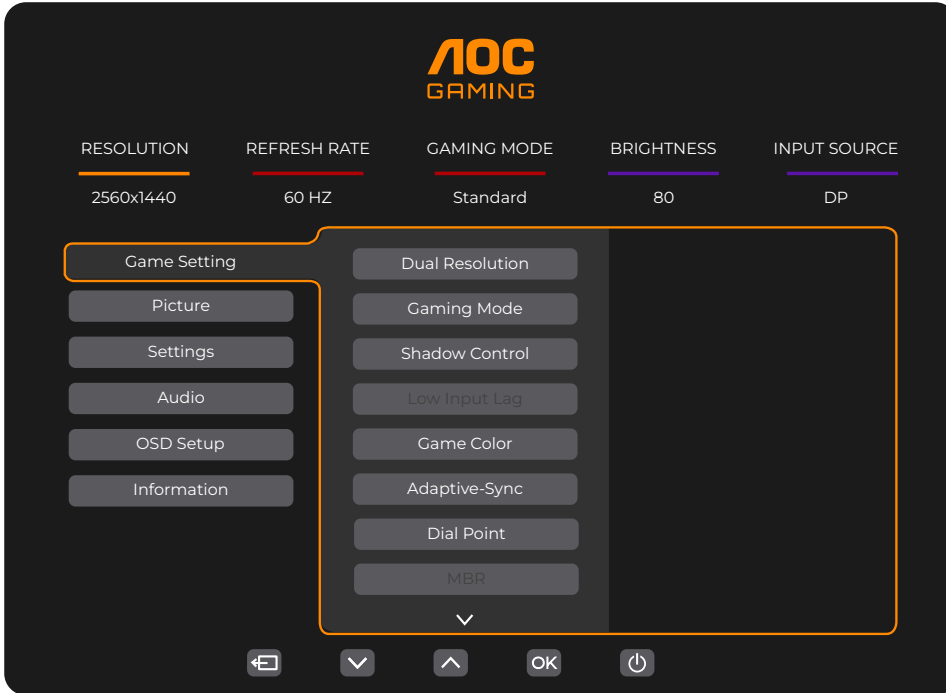 AOC
GAMING
RESOLUTION REFRESH RATE GAMING MODE BRIGHTNESS INPUT SOURCE
2560x1440 60 HZ Standard 80 DP
Game Setting
Picture
Settings
Audio
OSD Setup
Information
Dual Resolution
Gaming Mode
Shadow Control
Low Input Lag
Game Color
Adaptive-Sync
Dial Point
MBR
OK